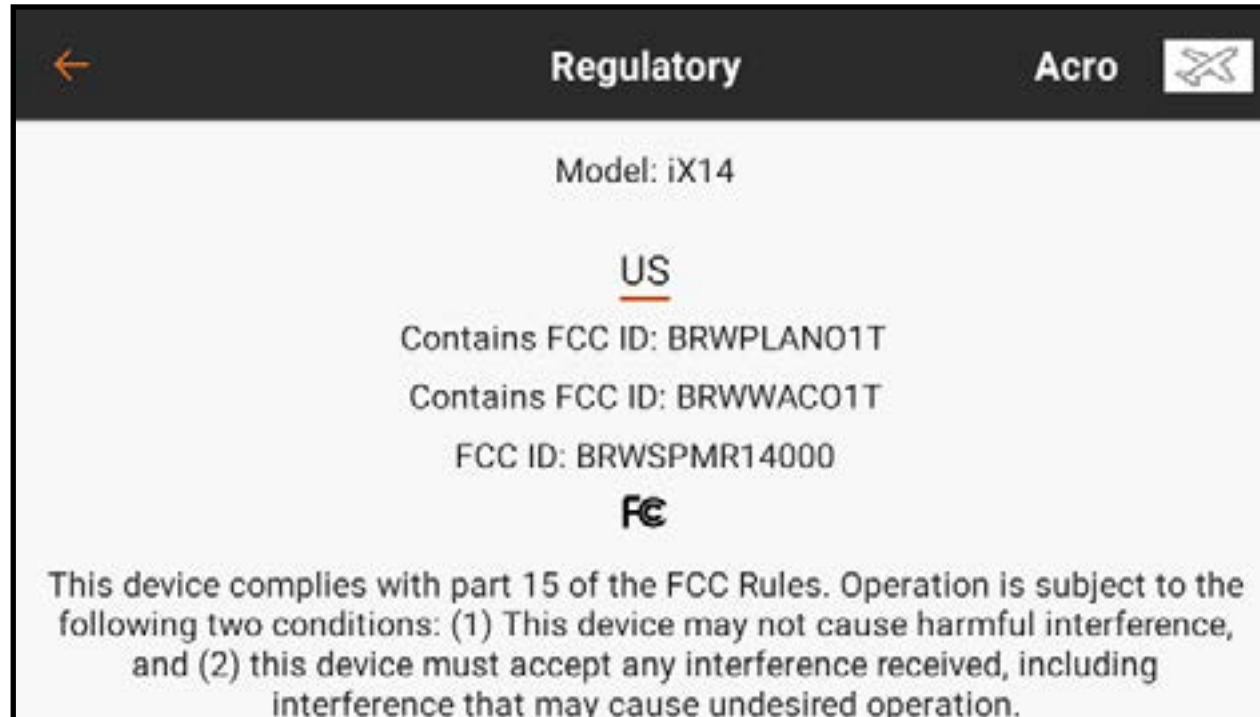 Regulatory
Acro
Model: iX14
US
Contains FCC ID: BRWPLANO1T
Contains FCC ID: BRWWACO1T
FCC ID: BRWSPMR14000
FC
This device complies with part 15 of the FCC Rules. Operation is subject to the
following two conditions: (1) This device may not cause harmful interference,
and (2) this device must accept any interference received, including
interference that may cause undesired operation.